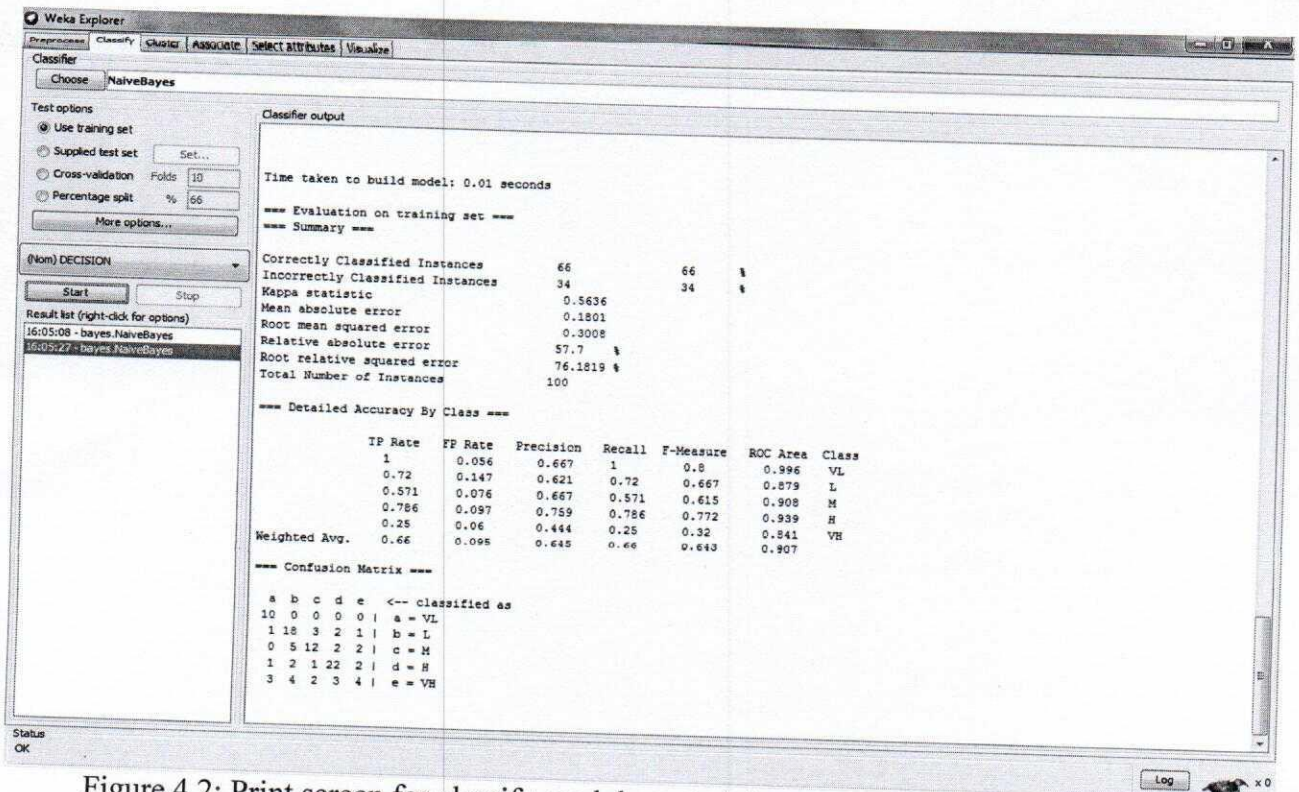 Weka Explorer
Preprocess Classify Cluster Associate Select attributes Visualize
Classifier
Choose NaiveBayes
Test options
Use training set
Supplied test set Set...
Cross-validation Folds 10
Percentage split % 66
More options...
(Nom) DECISION
Start Stop
Result list (right-click for options)
16:05:08 - bayes.NaiveBayes
16:05:27 - bayes.NaiveBayes
Classifier output
Time taken to build model: 0.01 seconds
=== Evaluation on training set ===
=== Summary ===
Correctly Classified Instances 66 66 %
Incorrectly Classified Instances 34 34 %
Kappa statistic 0.5636
Mean absolute error 0.1801
Root mean squared error 0.3008
Relative absolute error 57.7 %
Root relative squared error 76.1819 %
Total Number of Instances 100
=== Detailed Accuracy By Class ===
TP Rate FP Rate Precision Recall F-Measure ROC Area Class
1 0.056 0.667 1 0.8 0.996 VL
0.72 0.147 0.621 0.72 0.667 0.879 L
0.571 0.076 0.667 0.571 0.615 0.908 M
0.786 0.097 0.759 0.786 0.772 0.939 H
0.25 0.06 0.444 0.25 0.32 0.841 VH
Weighted Avg. 0.66 0.095 0.645 0.66 0.643 0.907
=== Confusion Matrix ===
a b c d e <-- classified as
10 0 0 0 0 | a = VL
1 18 3 2 1 | b = L
0 5 12 2 2 | c = M
1 2 1 22 2 | d = H
3 4 2 3 4 | e = VH
Status
OK
Log x 0
Figure 4.2: Print screen for